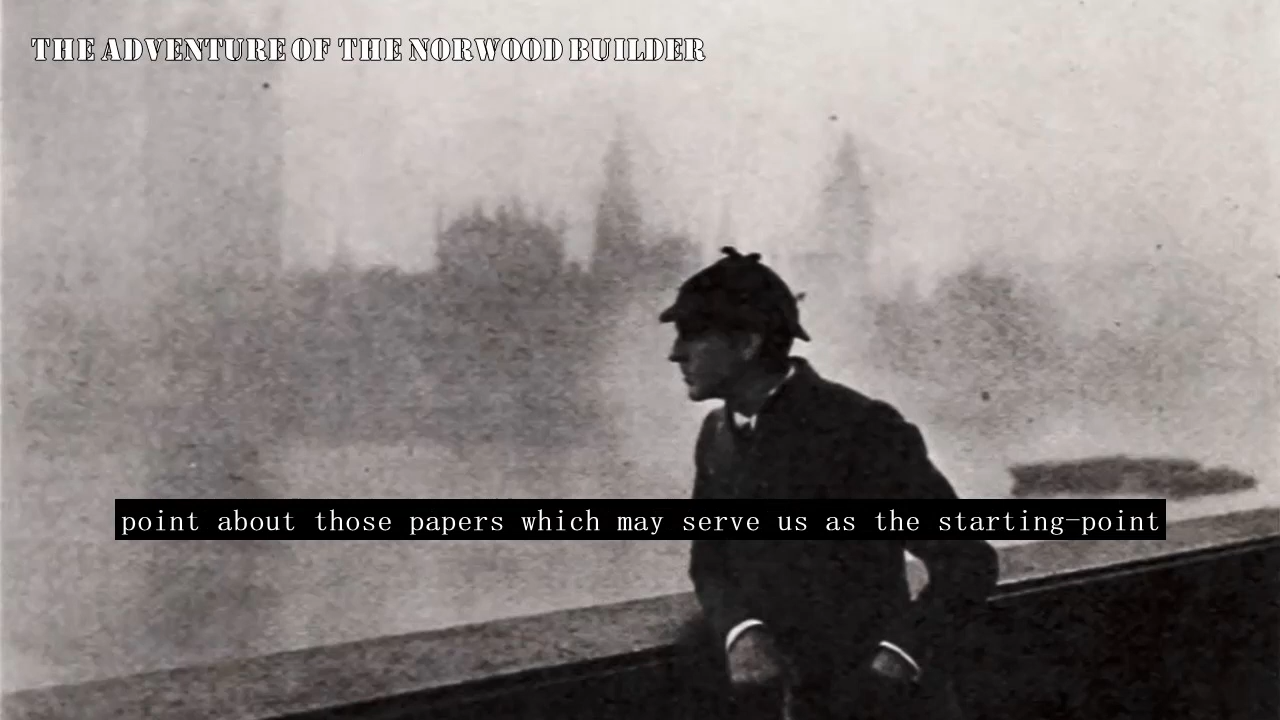 THE ADVENTURE OF THE NORWOOD BUILDER
point about those papers which may serve us as the starting-point